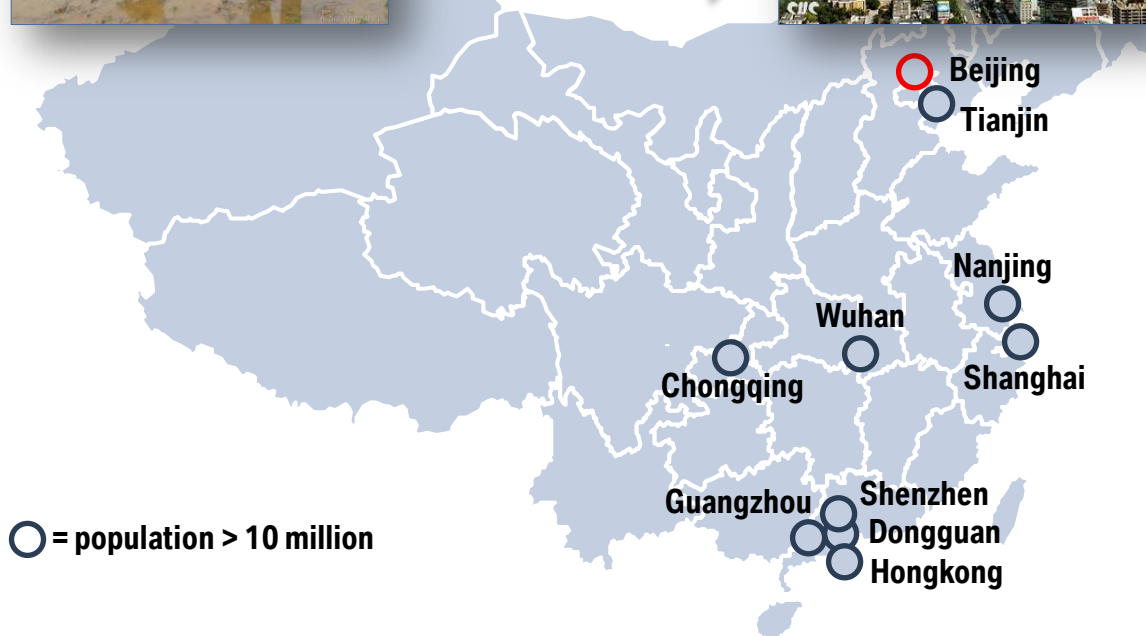 Beijing
Tianjin
Nanjing
Wuhan
Shanghai
Chongqing
Guangzhou
Shenzhen
Dongguan
Hongkong
= population > 10 million